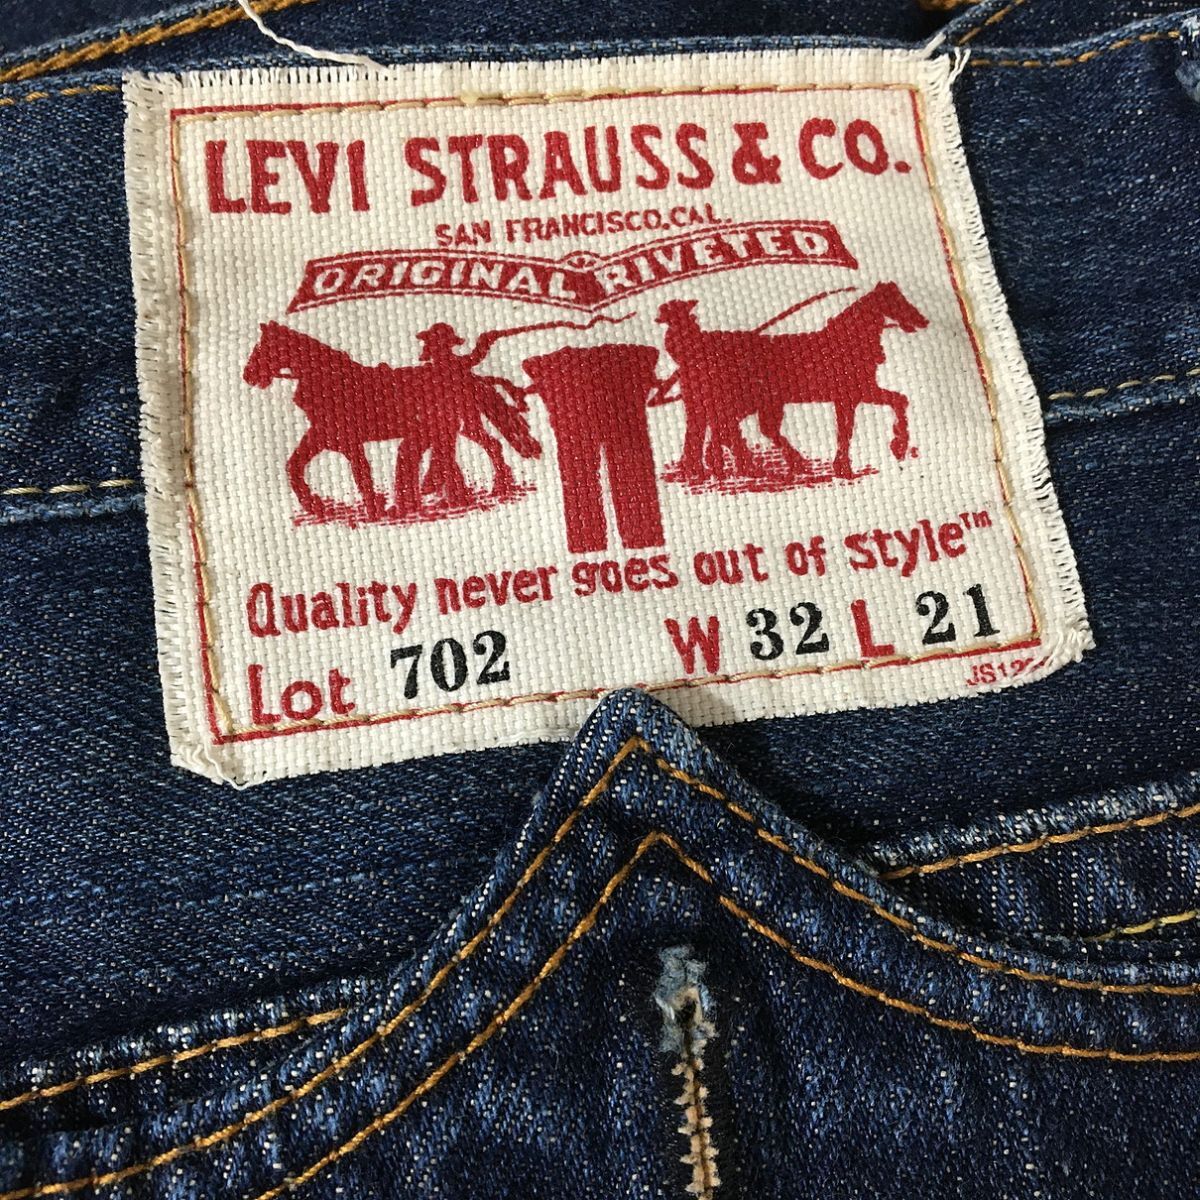 LEVI STRAUSS & CO.
SAN FRANCISCO, CAL.
ORIGINAL RIVETED
Quality never goes out of style™
Lot 702 W 32 L 21